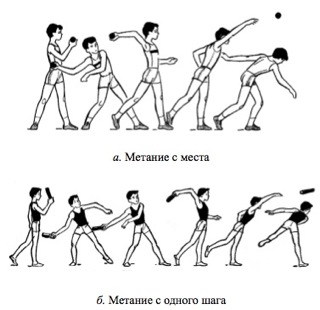 а. Метание с места
б. Метание с одного шага